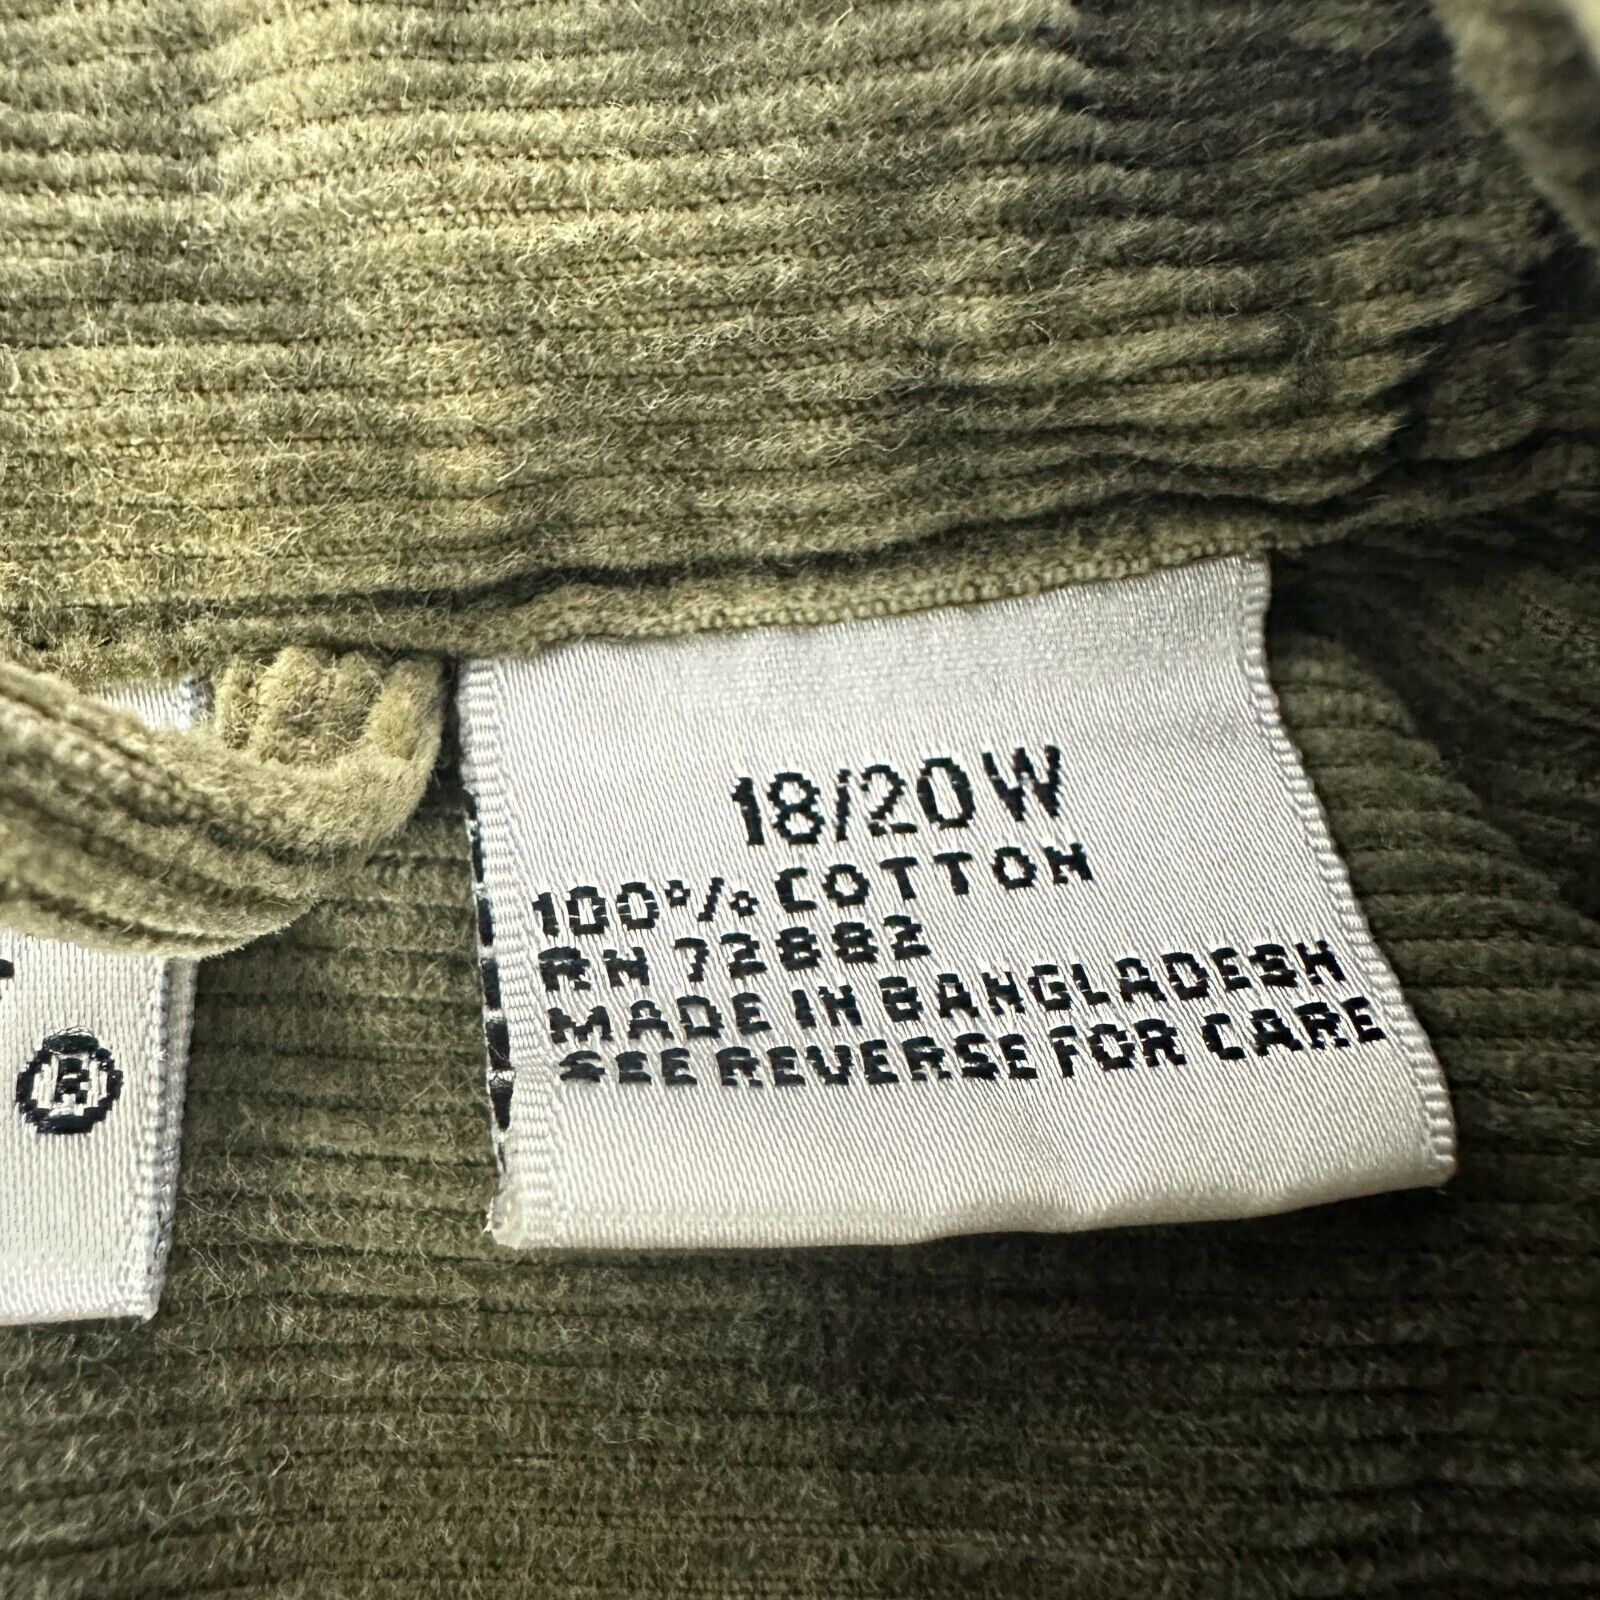 18/20W
100% COTTON
RN 72882
MADE IN BANGLADESH
SEE REVERSE FOR CARE
®